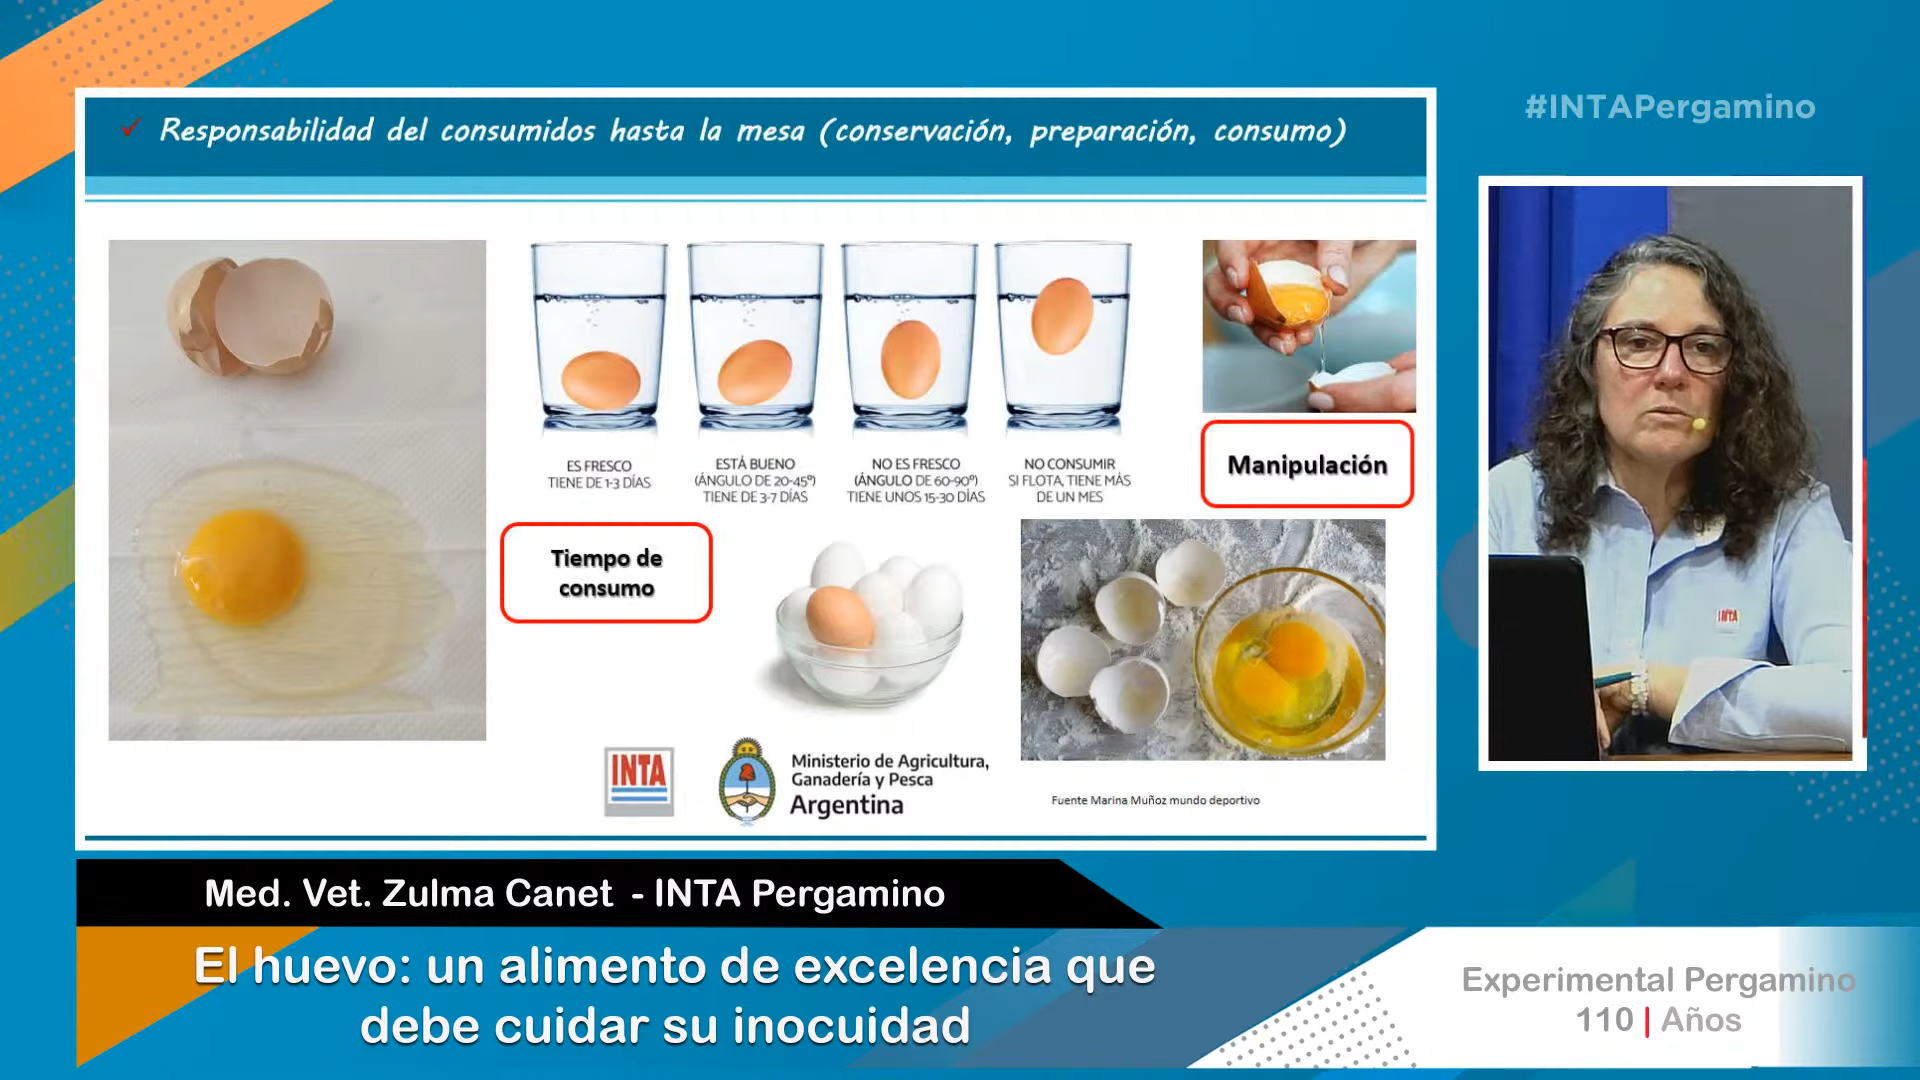 #INTAPergamino
✓ Responsabilidad del consumidos hasta la mesa (conservación, preparación, consumo)
ES FRESCO
TIENE DE 1-3 DÍAS
ESTÁ BUENO
(ÁNGULO DE 20-45º)
TIENE DE 3-7 DÍAS
NO ES FRESCO
(ÁNGULO DE 60-90º)
TIENE UNOS 15-30 DÍAS
NO CONSUMIR
SI FLOTA, TIENE MÁS
DE UN MES
Manipulación
Tiempo de
consumo
INTA
Ministerio de Agricultura,
Ganadería y Pesca
Argentina
Fuente Marina Muñoz mundo deportivo
INTA
Med. Vet. Zulma Canet - INTA Pergamino
El huevo: un alimento de excelencia que
debe cuidar su inocuidad
Experimental Pergamino
110 | Años